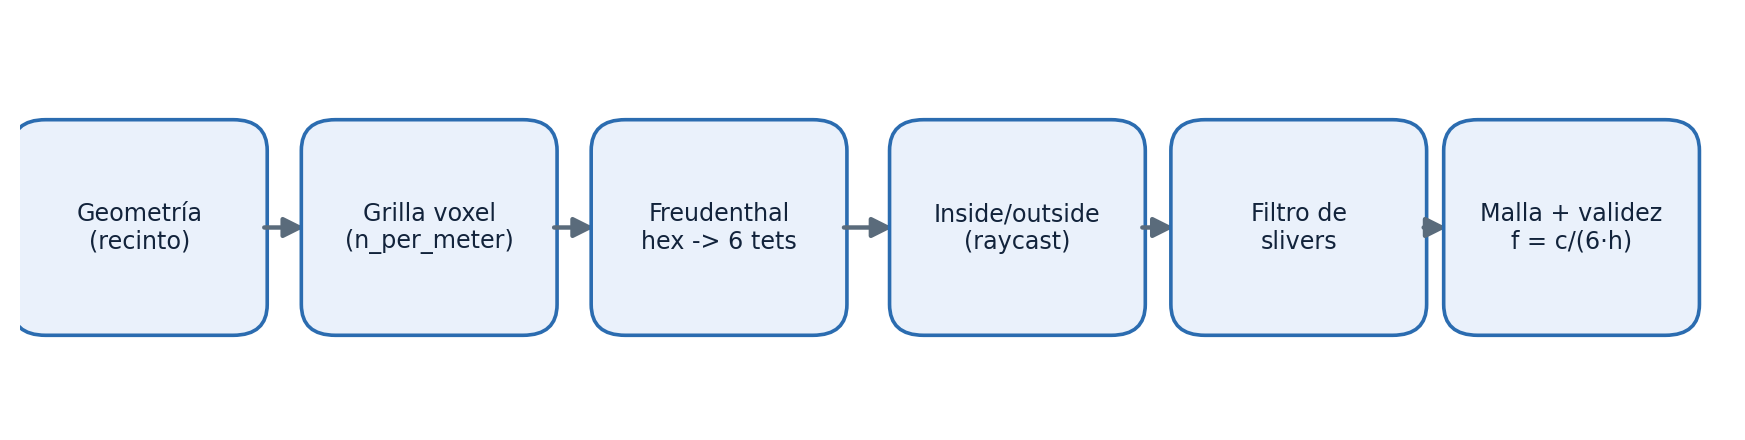 Geometría
(recinto)
Grilla voxel
(n_per_meter)
Freudenthal
hex -> 6 tets
Inside/outside
(raycast)
Filtro de
slivers
Malla + validez
f = c/(6·h)